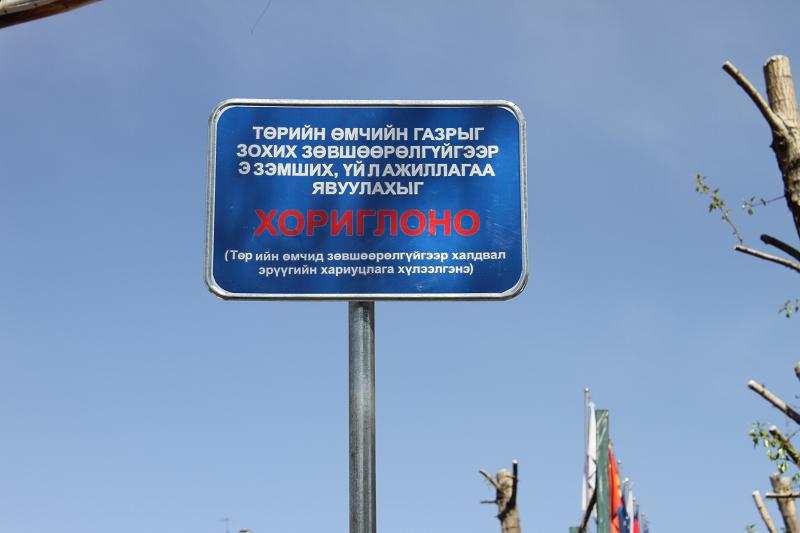 ТӨРИЙН ӨМЧИЙН ГАЗРЫГ
ЗОХИХ ЗӨВШӨӨРӨЛГҮЙГЭЭР
ЭЗЭМШИХ, ҮЙЛ АЖИЛЛАГАА
ЯВУУЛАХЫГ
ХОРИГЛОНО
(Төрийн өмчид зөвшөөрөлгүйгээр халдвал
эрүүгийн хариуцлага хүлээлгэнэ)